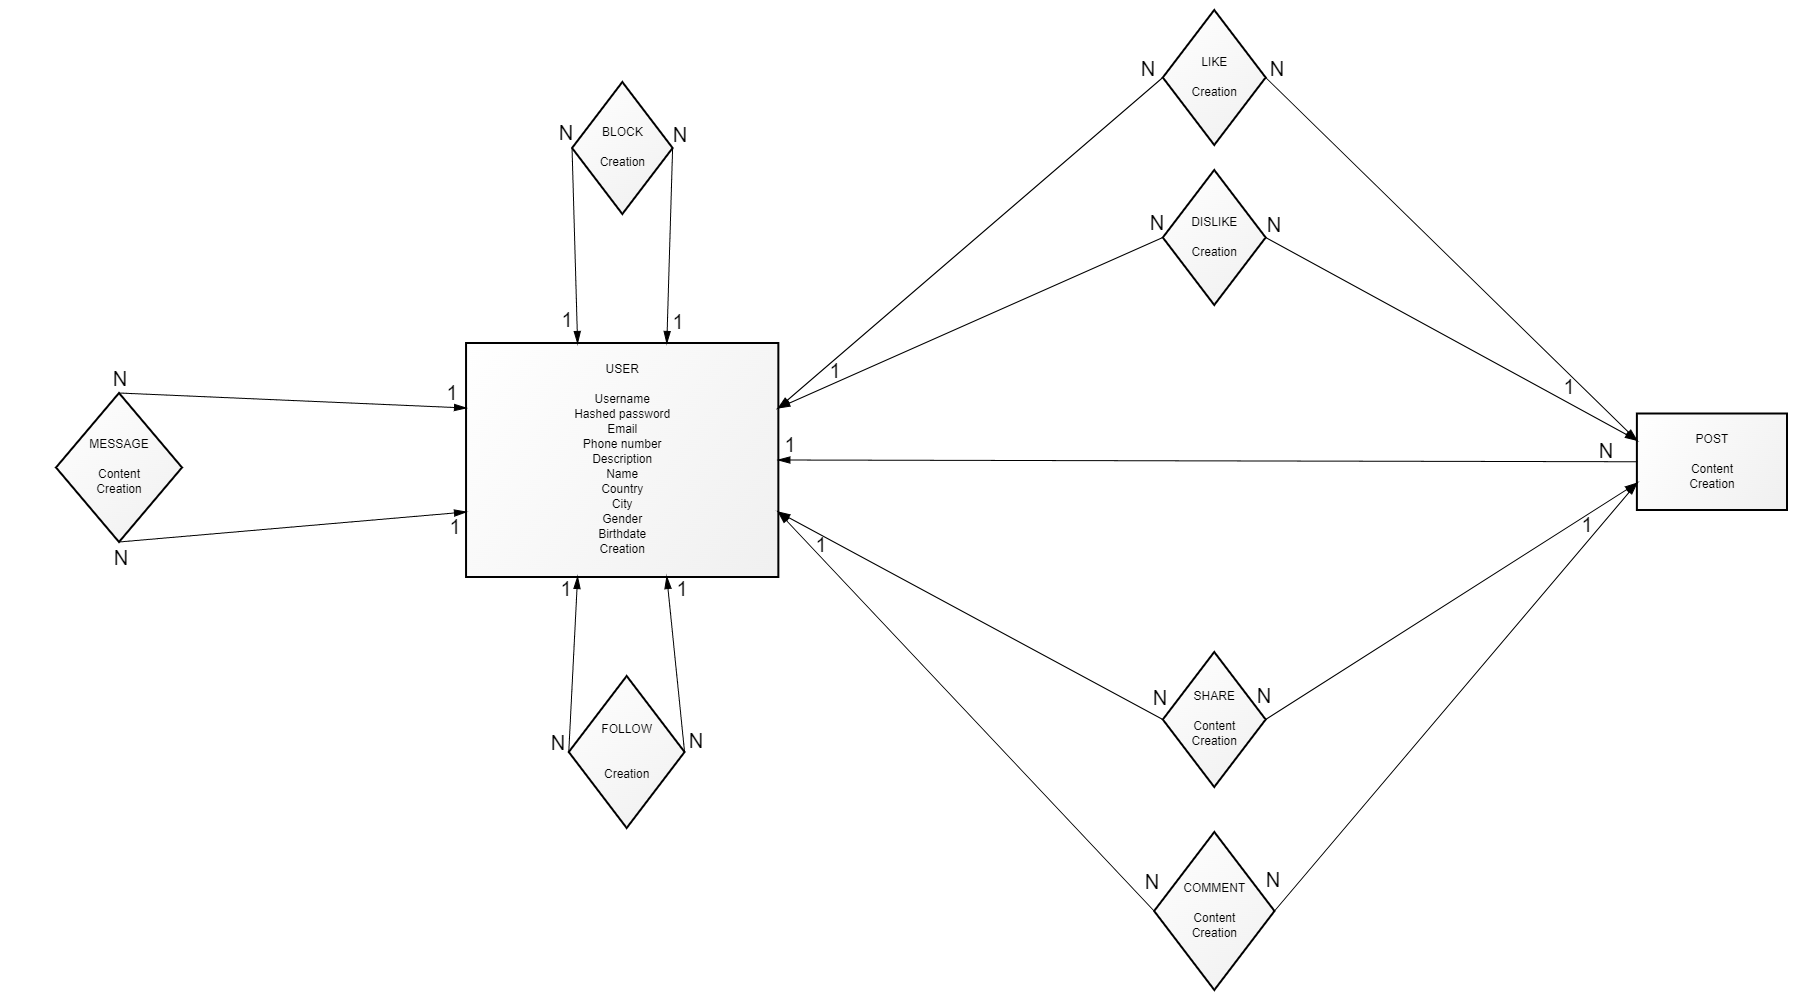 N
LIKE
N
Creation
N
BLOCK
N
Creation
N
DISLIKE
N
Creation
1
1
USER
Username
Hashed password
Email
Phone number
Description
Name
Country
City
Gender
Birthdate
Creation
N
1
MESSAGE
Content
Creation
1
N
1
1
1
N
1
1
POST
Content
Creation
1
1
N
FOLLOW
N
Creation
N
SHARE
N
Content
Creation
N
COMMENT
N
Content
Creation